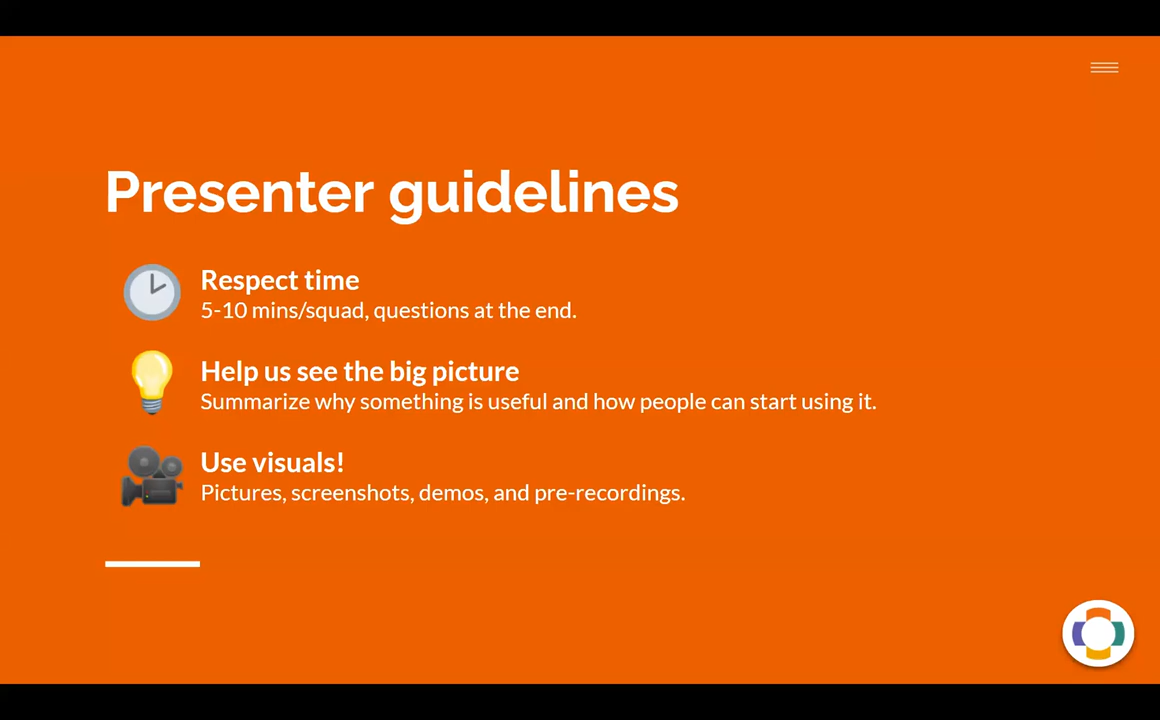 Presenter guidelines
Respect time
5-10 mins/squad, questions at the end.
Help us see the big picture
Summarize why something is useful and how people can start using it.
Use visuals!
Pictures, screenshots, demos, and pre-recordings.